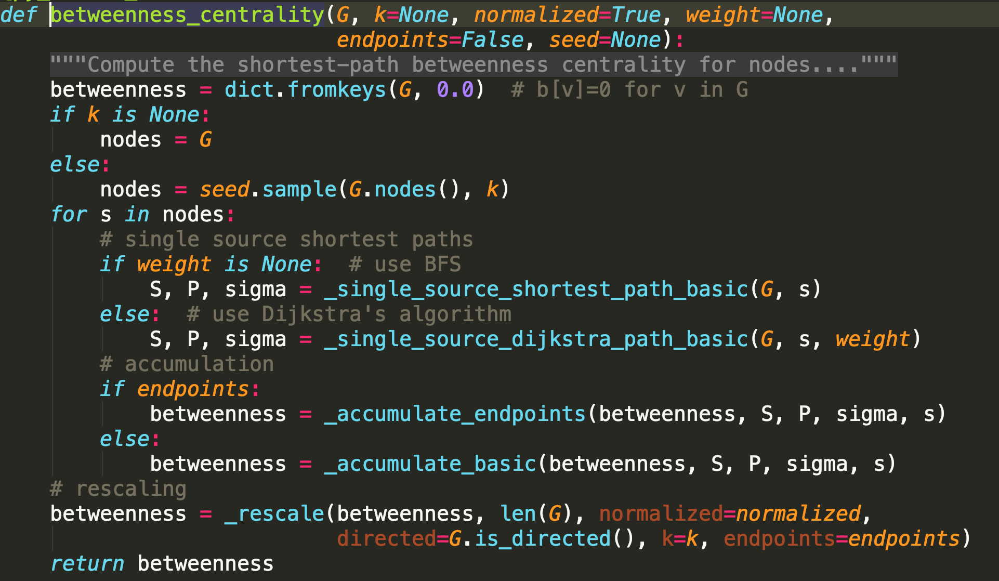 def betweenness_centrality(G, k=None, normalized=True, weight=None,
                           endpoints=False, seed=None):
    """Compute the shortest-path betweenness centrality for nodes...."""
    betweenness = dict.fromkeys(G, 0.0)  # b[v]=0 for v in G
    if k is None:
        nodes = G
    else:
        nodes = seed.sample(G.nodes(), k)
    for s in nodes:
        # single source shortest paths
        if weight is None:  # use BFS
            S, P, sigma = _single_source_shortest_path_basic(G, s)
        else:  # use Dijkstra's algorithm
            S, P, sigma = _single_source_dijkstra_path_basic(G, s, weight)
        # accumulation
        if endpoints:
            betweenness = _accumulate_endpoints(betweenness, S, P, sigma, s)
        else:
            betweenness = _accumulate_basic(betweenness, S, P, sigma, s)
    # rescaling
    betweenness = _rescale(betweenness, len(G), normalized=normalized,
                           directed=G.is_directed(), k=k, endpoints=endpoints)
    return betweenness